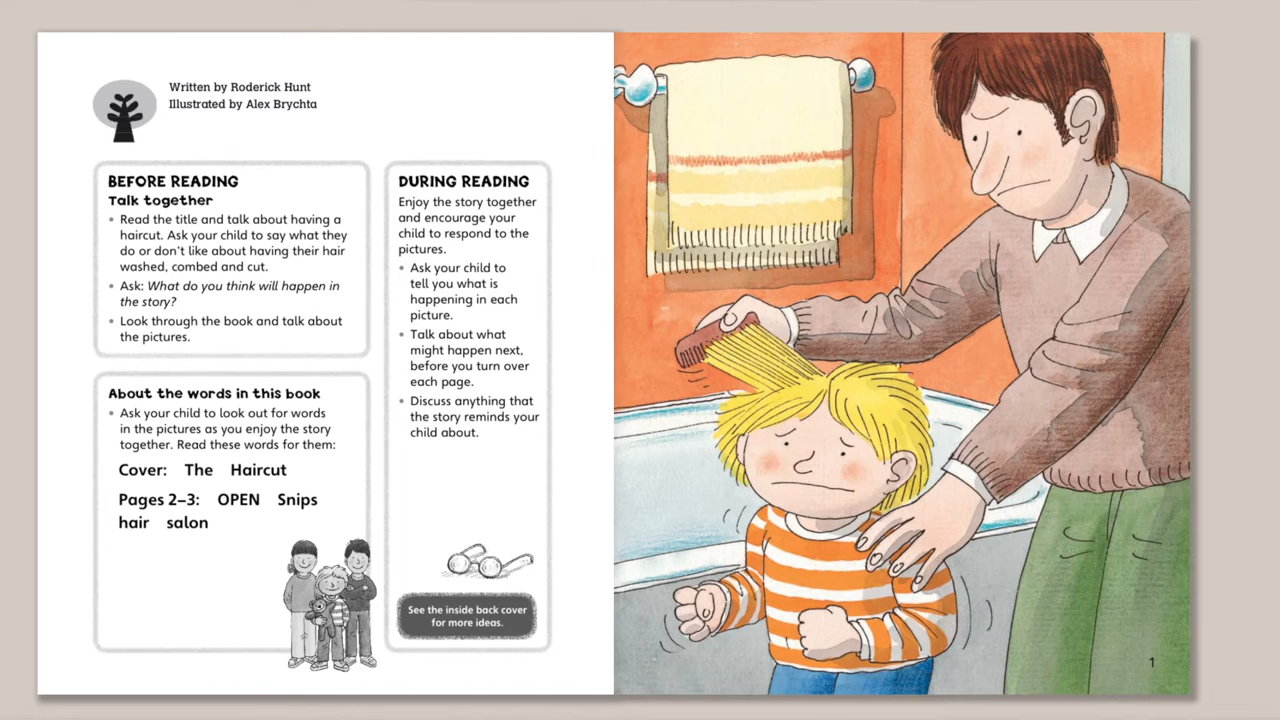 Written by Roderick Hunt
Illustrated by Alex Brychta
BEFORE READING
Talk together
• Read the title and talk about having a
haircut. Ask your child to say what they
do or don't like about having their hair
washed, combed and cut.
• Ask: What do you think will happen in
the story?
• Look through the book and talk about
the pictures.
About the words in this book
• Ask your child to look out for words
in the pictures as you enjoy the story
together. Read these words for them:
Cover: The Haircut
Pages 2–3: OPEN Snips
hair salon
DURING READING
Enjoy the story together
and encourage your
child to respond to the
pictures.
• Ask your child to
tell you what is
happening in each
picture.
• Talk about what
might happen next,
before you turn over
each page.
• Discuss anything that
the story reminds your
child about.
See the inside back cover
for more ideas.
1